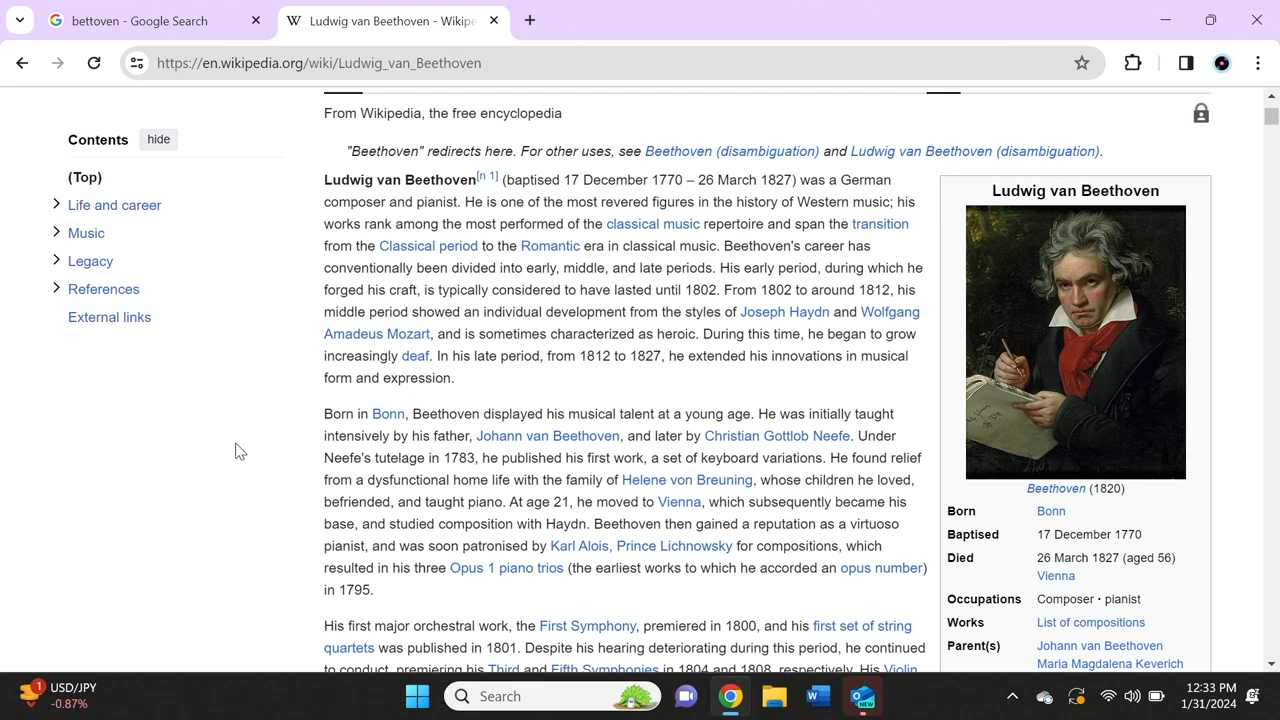 bettoven - Google Search
Ludwig van Beethoven - Wikipe
https://en.wikipedia.org/wiki/Ludwig_van_Beethoven
From Wikipedia, the free encyclopedia
Contents hide
(Top)
Life and career
Music
Legacy
References
External links
"Beethoven" redirects here. For other uses, see Beethoven (disambiguation) and Ludwig van Beethoven (disambiguation).
Ludwig van Beethoven[n 1] (baptised 17 December 1770 – 26 March 1827) was a German
composer and pianist. He is one of the most revered figures in the history of Western music; his
works rank among the most performed of the classical music repertoire and span the transition
from the Classical period to the Romantic era in classical music. Beethoven's career has
conventionally been divided into early, middle, and late periods. His early period, during which he
forged his craft, is typically considered to have lasted until 1802. From 1802 to around 1812, his
middle period showed an individual development from the styles of Joseph Haydn and Wolfgang
Amadeus Mozart, and is sometimes characterized as heroic. During this time, he began to grow
increasingly deaf. In his late period, from 1812 to 1827, he extended his innovations in musical
form and expression.
Born in Bonn, Beethoven displayed his musical talent at a young age. He was initially taught
intensively by his father, Johann van Beethoven, and later by Christian Gottlob Neefe. Under
Neefe's tutelage in 1783, he published his first work, a set of keyboard variations. He found relief
from a dysfunctional home life with the family of Helene von Breuning, whose children he loved,
befriended, and taught piano. At age 21, he moved to Vienna, which subsequently became his
base, and studied composition with Haydn. Beethoven then gained a reputation as a virtuoso
pianist, and was soon patronised by Karl Alois, Prince Lichnowsky for compositions, which
resulted in his three Opus 1 piano trios (the earliest works to which he accorded an opus number)
in 1795.
His first major orchestral work, the First Symphony, premiered in 1800, and his first set of string
quartets was published in 1801. Despite his hearing deteriorating during this period, he continued
to conduct, premiering his Third and Fifth Symphonies in 1804 and 1808, respectively. His Violin
Ludwig van Beethoven
Beethoven (1820)
Born Bonn
Baptised 17 December 1770
Died 26 March 1827 (aged 56)
Vienna
Occupations Composer · pianist
Works List of compositions
Parent(s) Johann van Beethoven
Maria Magdalena Keverich
1
USD/JPY
-0.87%
Search
NEW
12:33 PM
1/31/2024